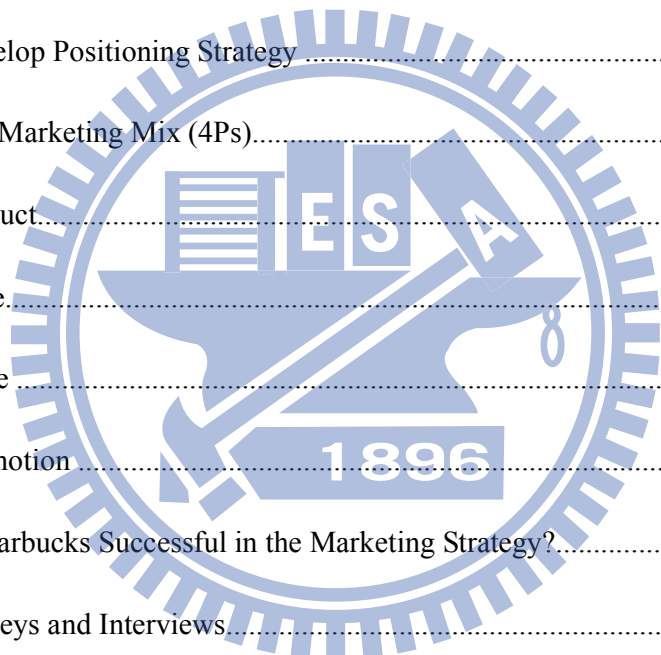 elop Positioning Strategy ........................................................
Marketing Mix (4Ps)................................................................
uct................................................................................................
E S A
e....................................................................................................
e ...................................................................................................
notion ..........................................................................................
1896
arbucks Successful in the Marketing Strategy?................
eys and Interviews....................................................................